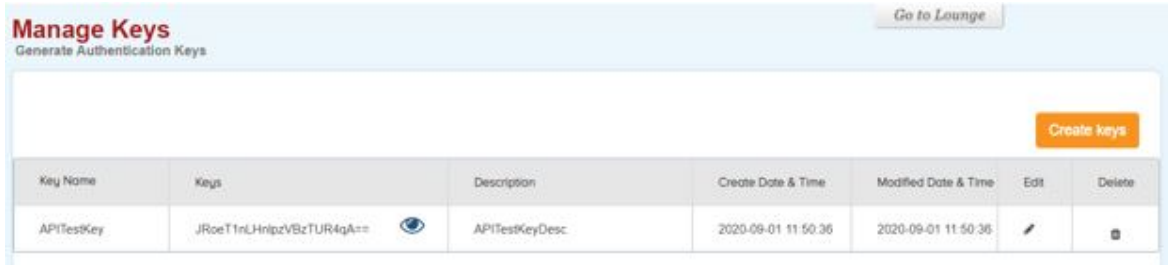 Go to Lounge
Manage Keys
Generate Authentication Keys
Create keys
Key Name Keys Description Create Date & Time Modified Date & Time Edit Delete
APITestKey JRoeT1nLHnIpzVBzTUR4qA== APITestKeyDesc 2020-09-01 11:50:36 2020-09-01 11:50:36